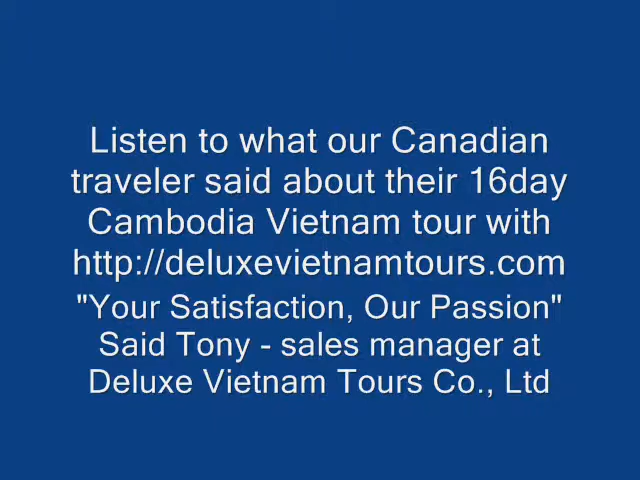 Listen to what our Canadian
traveler said about their 16day
Cambodia Vietnam tour with
http://deluxevietnamtours.com
"Your Satisfaction, Our Passion"
Said Tony - sales manager at
Deluxe Vietnam Tours Co., Ltd